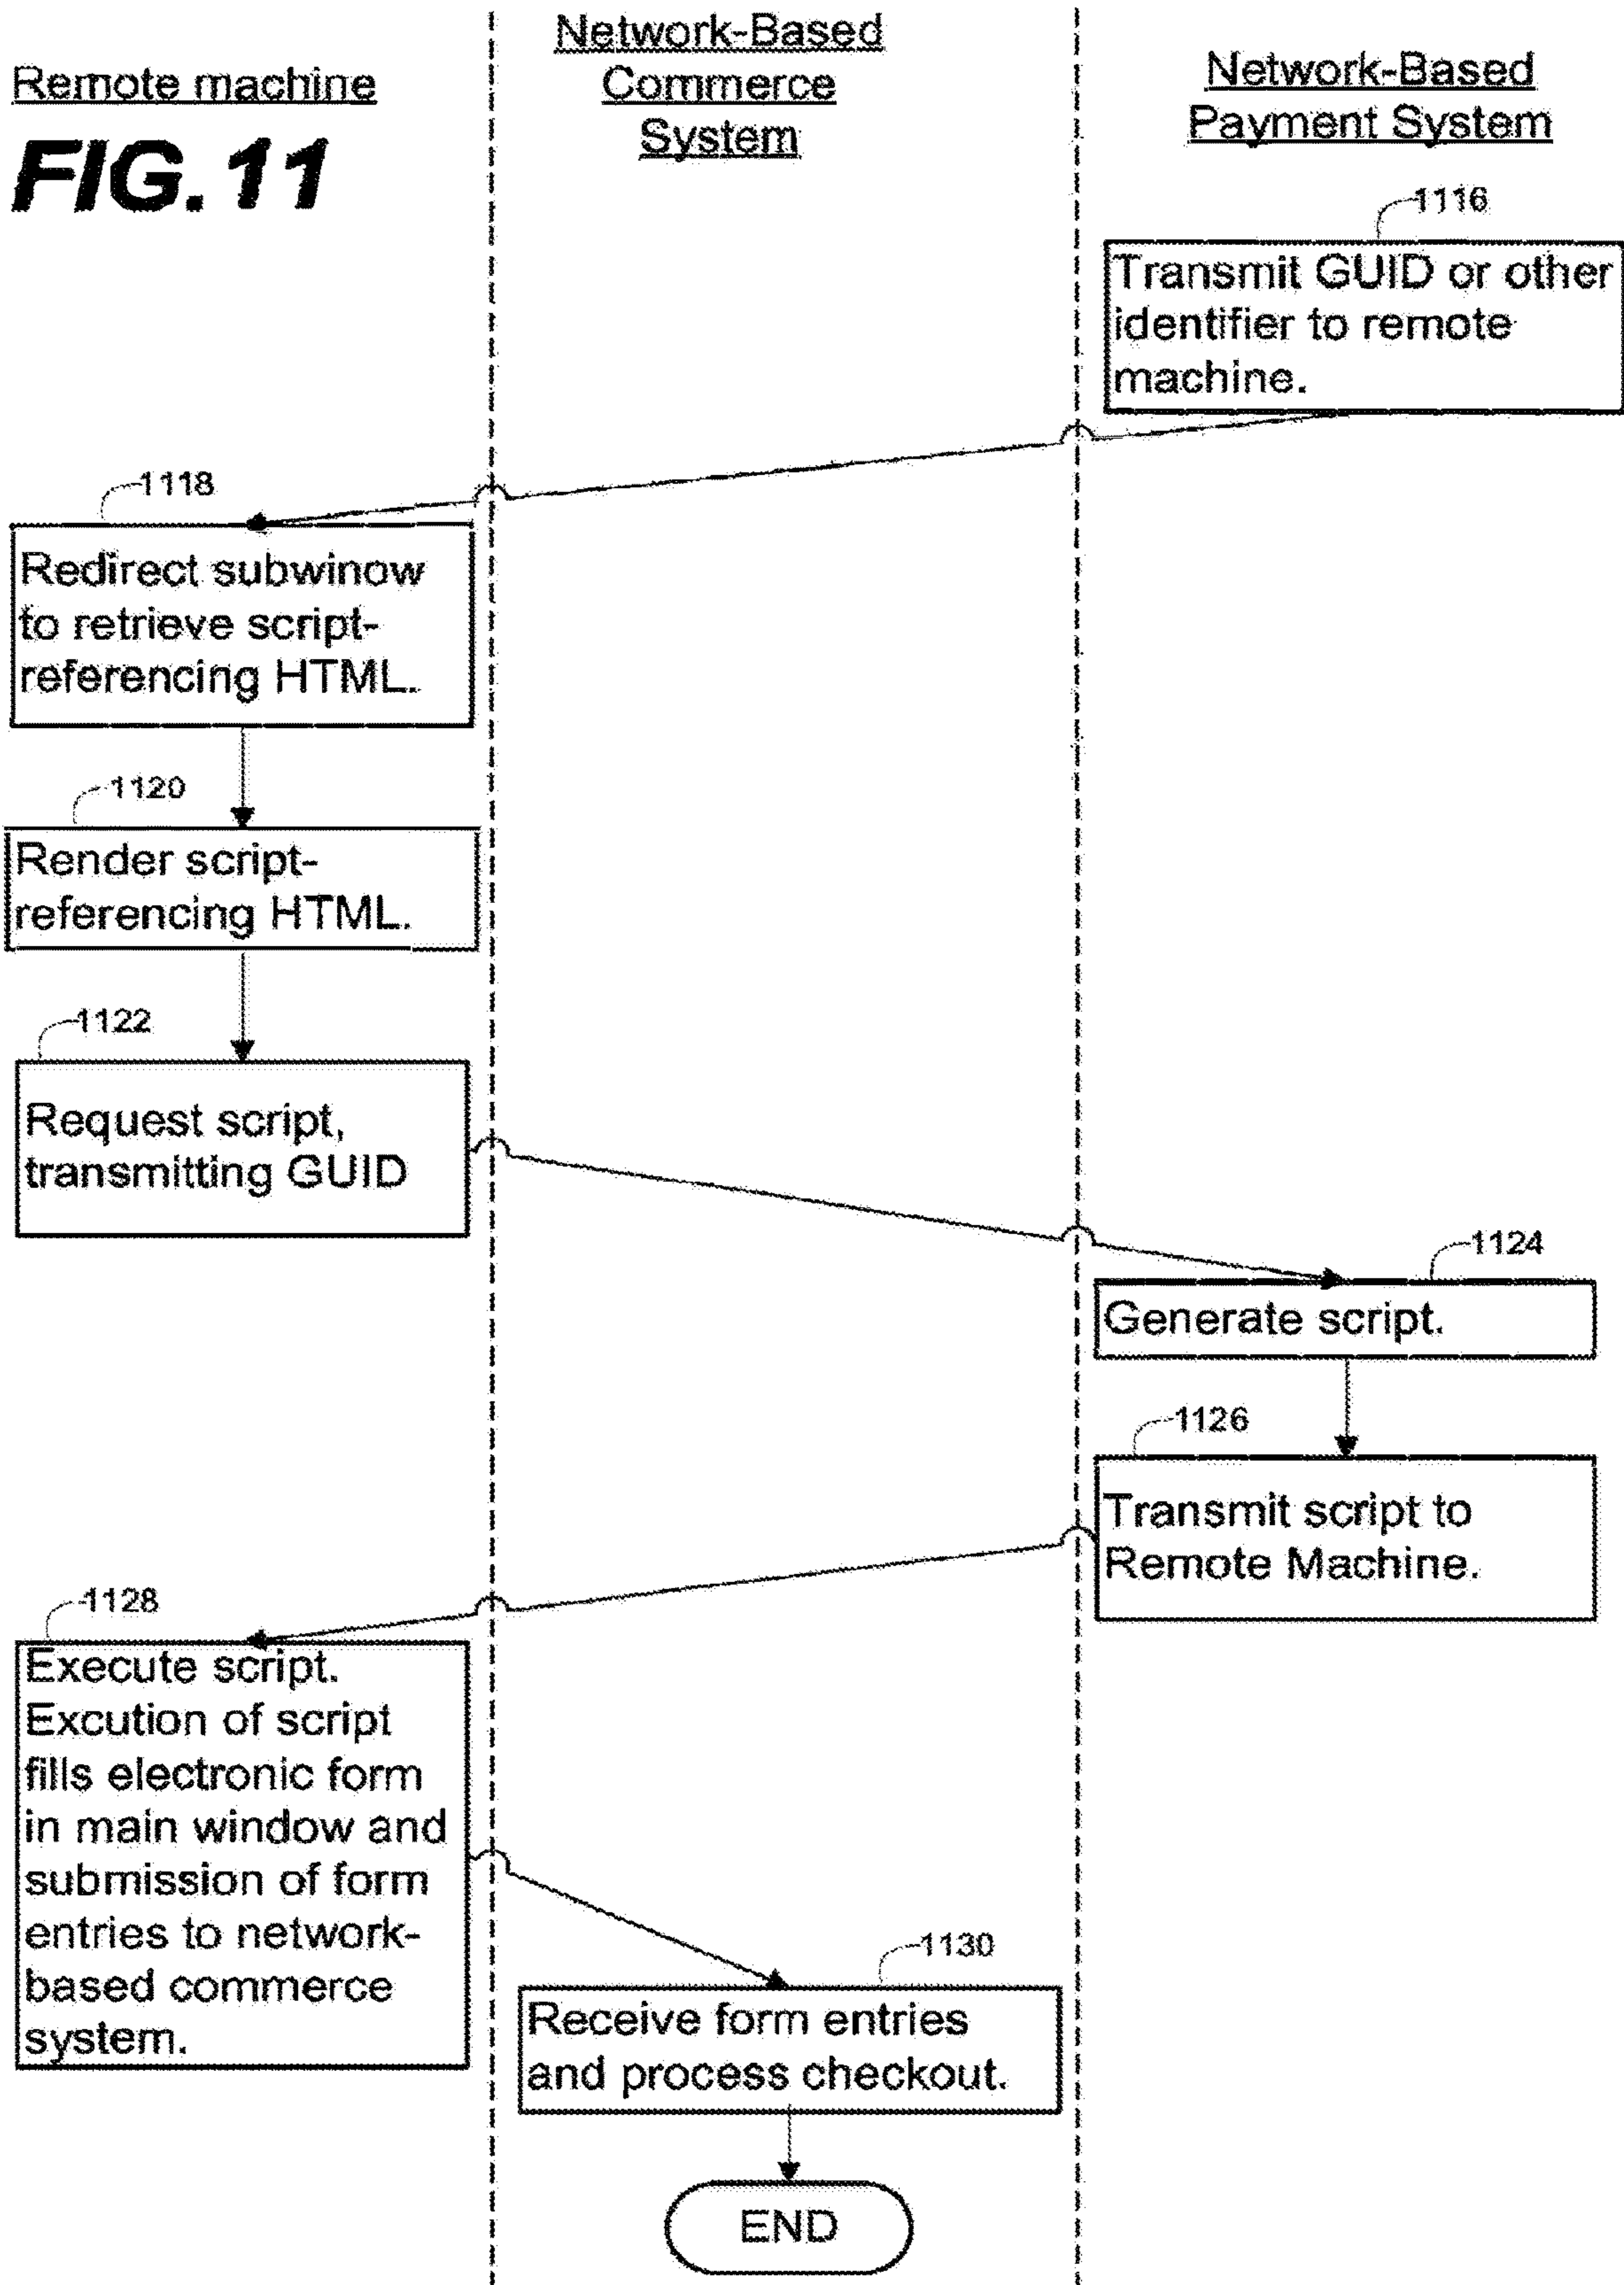 Remote machine
FIG. 11
Network-Based
Commerce
System
Network-Based
Payment System
1116
Transmit GUID or other
identifier to remote
machine.
1118
Redirect subwinow
to retrieve script-
referencing HTML.
1120
Render script-
referencing HTML.
1122
Request script,
transmitting GUID
1124
Generate script.
1126
Transmit script to
Remote Machine.
1128
Execute script.
Excution of script
fills electronic form
in main window and
submission of form
entries to network-
based commerce
system.
1130
Receive form entries
and process checkout.
END